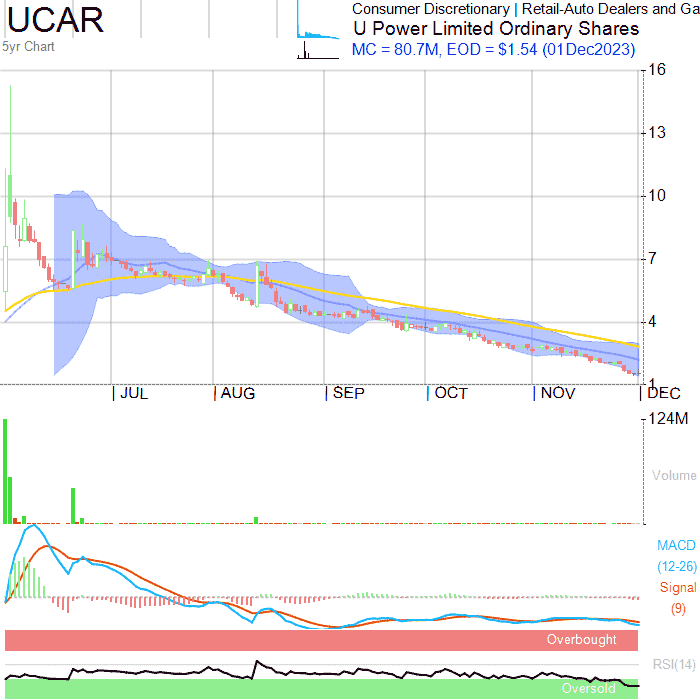 UCAR
Consumer Discretionary | Retail-Auto Dealers and Ga
5yr Chart
U Power Limited Ordinary Shares
MC = 80.7M, EOD = $1.54 (01Dec2023)
16
13
10
7
4
1
JUL AUG SEP OCT NOV DEC
124M
Volume
MACD
(12-26)
Signal
(9)
Overbought
RSI(14)
Oversold